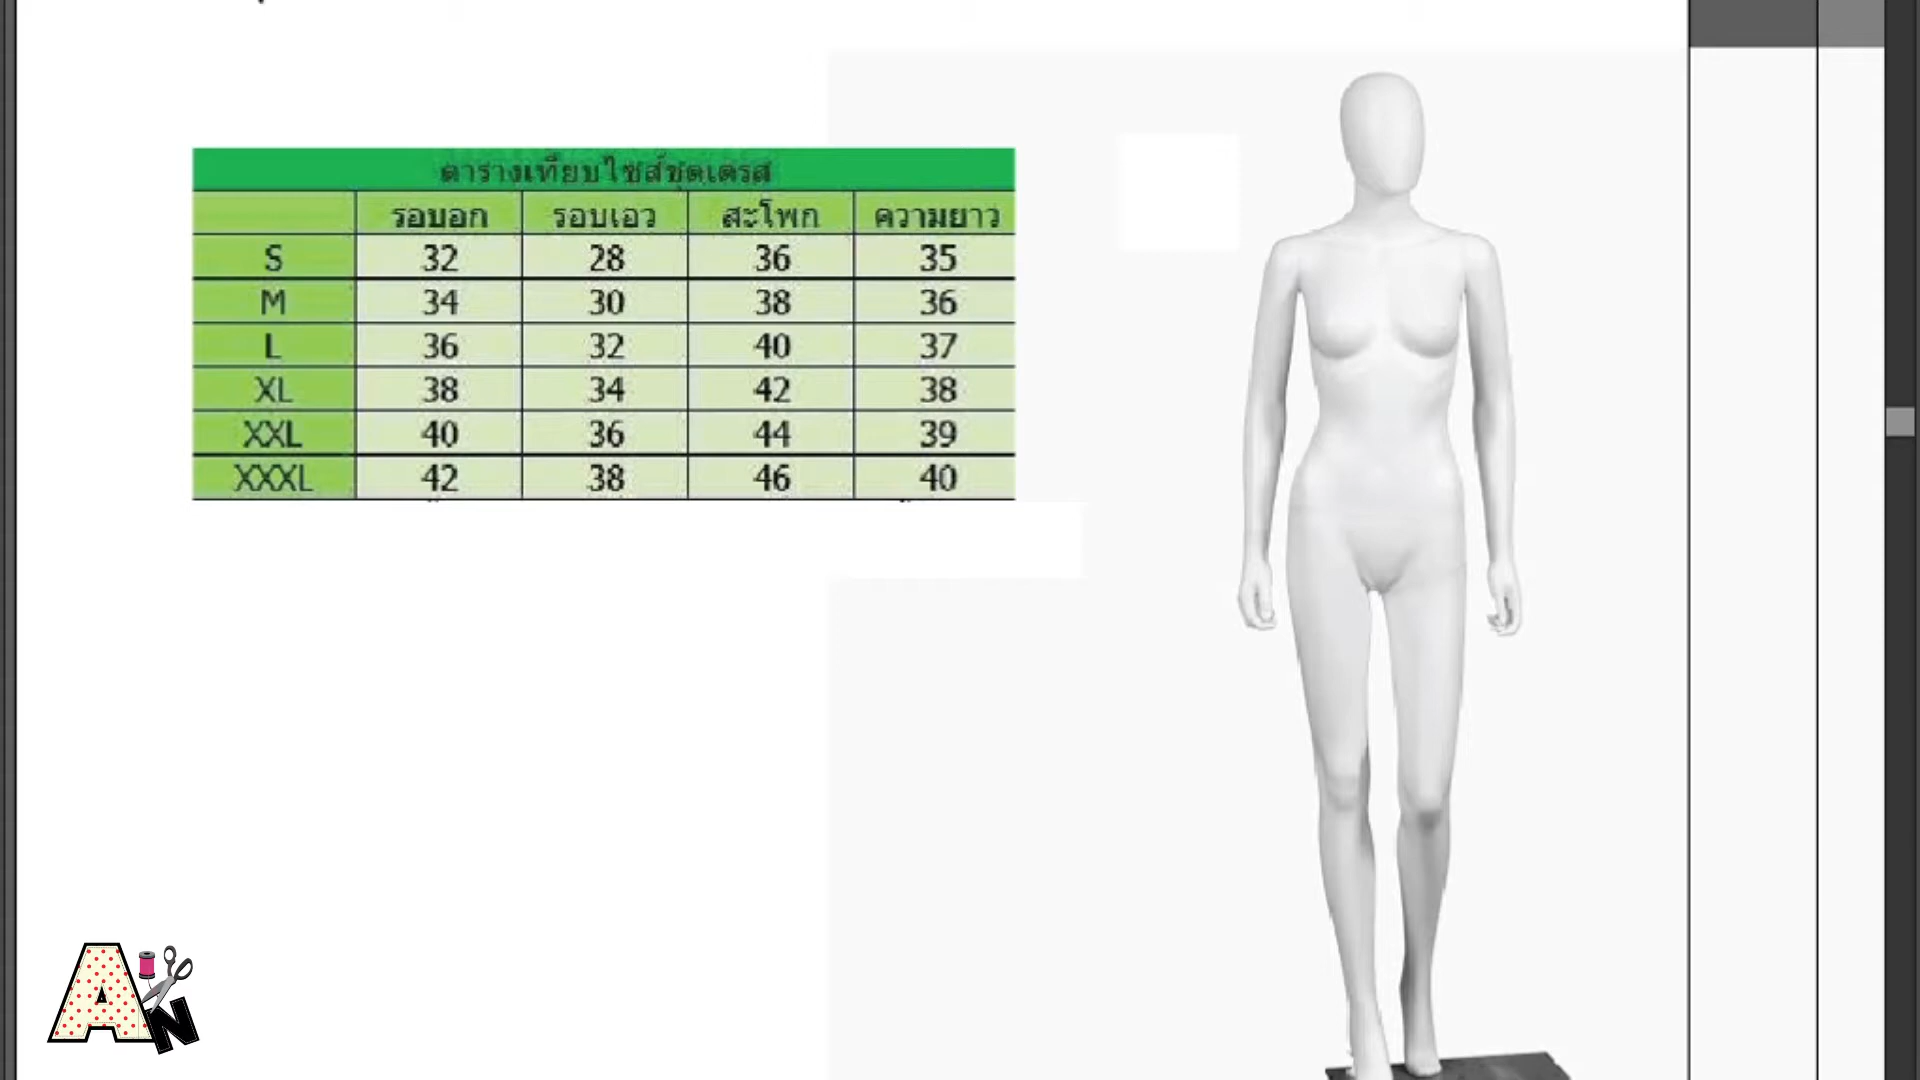 ตารางเทียบไซส์ชุดเดรส
รอบอก รอบเอว สะโพก ความยาว
S 32 28 36 35
M 34 30 38 36
L 36 32 40 37
XL 38 34 42 38
XXL 40 36 44 39
XXXL 42 38 46 40
AN